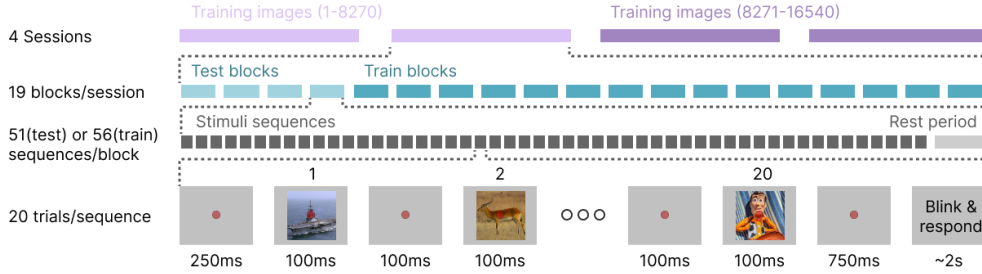 Training images (1-8270)
Training images (8271-16540)
4 Sessions
Test blocks
Train blocks
19 blocks/session
Stimuli sequences
Rest period
51(test) or 56(train)
sequences/block
1
2
20
20 trials/sequence
Blink &
respond
250ms
100ms
100ms
100ms
100ms
100ms
750ms
~2s